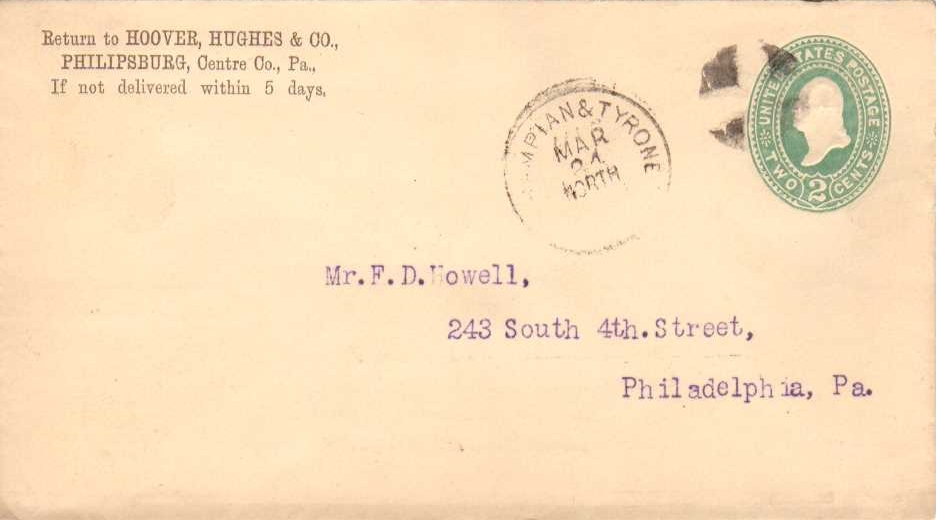 Return to HOOVER, HUGHES & CO.,
PHILIPSBURG, Centre Co., Pa.,
If not delivered within 5 days.
& TYRONE
MAR
NORTH
UNITED STATES POSTAGE
TWO 2 CENTS
Mr. F. D. Howell,
243 South 4th. Street,
Philadelphia, Pa.